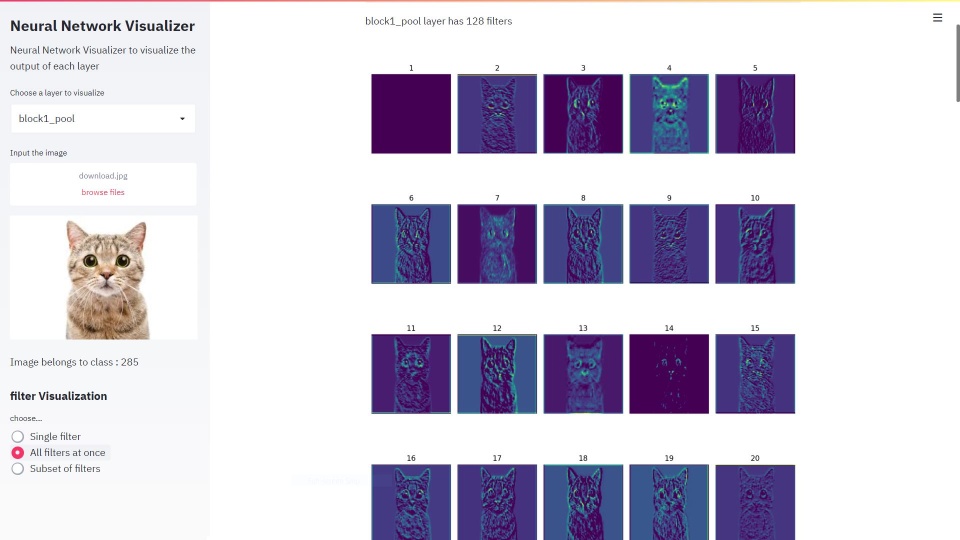 Neural Network Visualizer
Neural Network Visualizer to visualize the
output of each layer
Choose a layer to visualize
block1_pool
Input the image
download.jpg
browse files
Image belongs to class : 285
filter Visualization
choose...
Single filter
All filters at once
Subset of filters
block1_pool layer has 128 filters
1 2 3 4 5
6 7 8 9 10
11 12 13 14 15
16 17 18 19 20